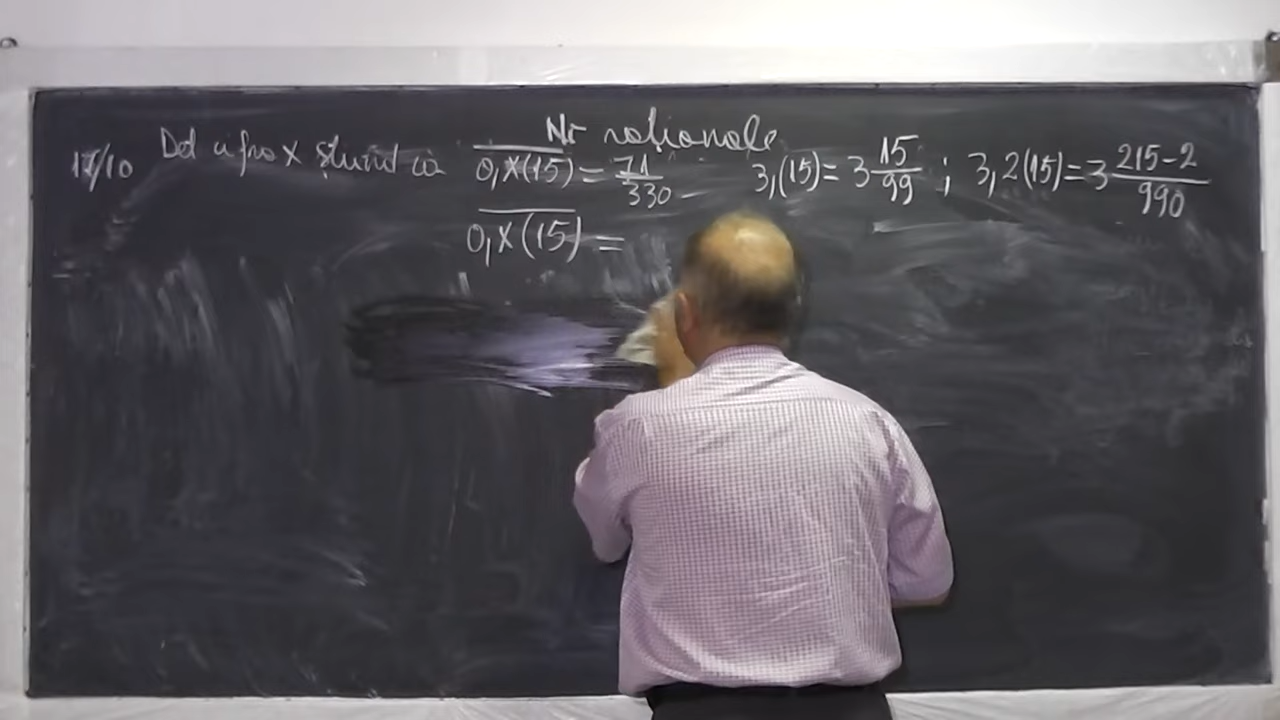 Nr raționale
12/10 Det cifra x știind că 0,x(15) = 71/330 3,(15) = 3 15/99 ; 3,2(15) = 3 215-2/990
0,x(15) =